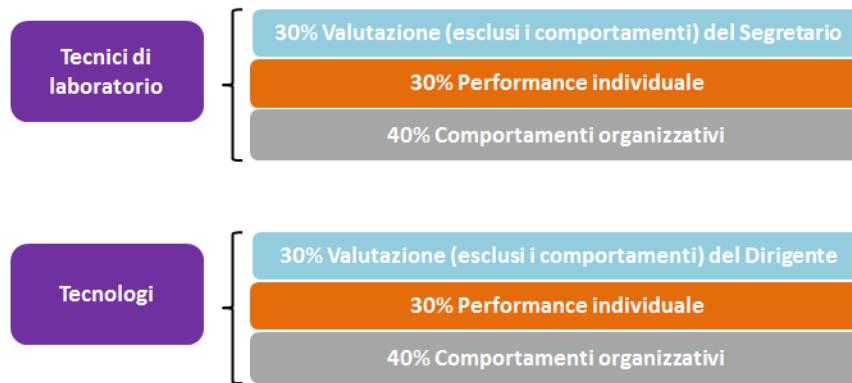 Tecnici di
laboratorio
30% Valutazione (esclusi i comportamenti) del Segretario
30% Performance individuale
40% Comportamenti organizzativi
Tecnologi
30% Valutazione (esclusi i comportamenti) del Dirigente
30% Performance individuale
40% Comportamenti organizzativi